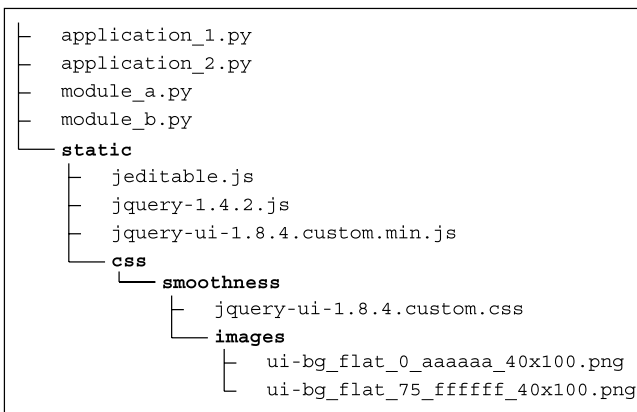 application_1.py
application_2.py
module_a.py
module_b.py
static
jeditable.js
jquery-1.4.2.js
jquery-ui-1.8.4.custom.min.js
css
smoothness
jquery-ui-1.8.4.custom.css
images
ui-bg_flat_0_aaaaaa_40x100.png
ui-bg_flat_75_ffffff_40x100.png